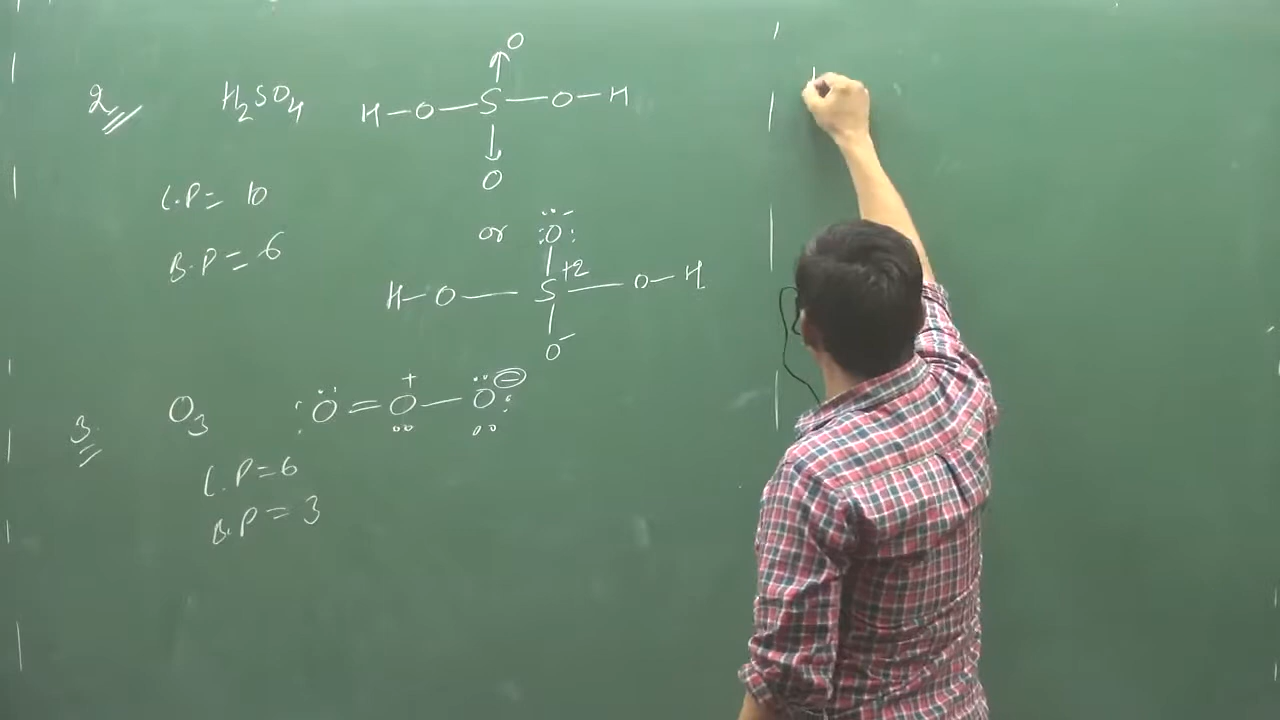 O
2 H₂SO₄ H–O–S–O–H
O
L.P = 10
or :Ö:⁻
B.P = 6
H–O–S⁺²–O–H
O⁻
3. O₃ :Ö=O⁺–Ö:⊖
L.P = 6
B.P = 3